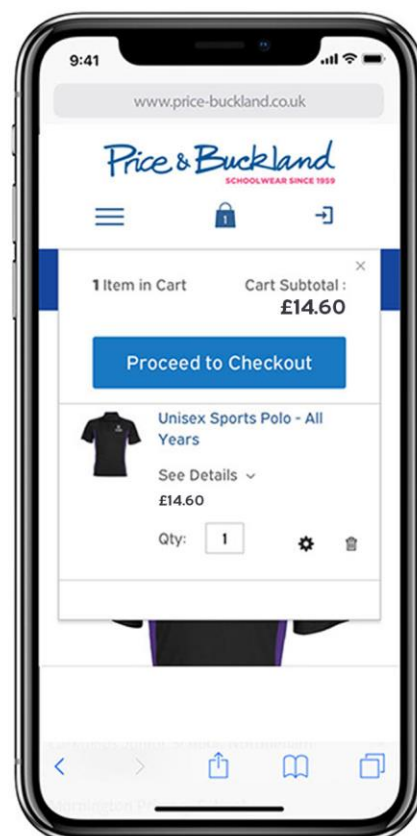 9:41
www.price-buckland.co.uk
Price & Buckland
SCHOOLWEAR SINCE 1959
1
1 Item in Cart
Cart Subtotal :
£14.60
Proceed to Checkout
Unisex Sports Polo - All
Years
See Details
£14.60
Qty: 1